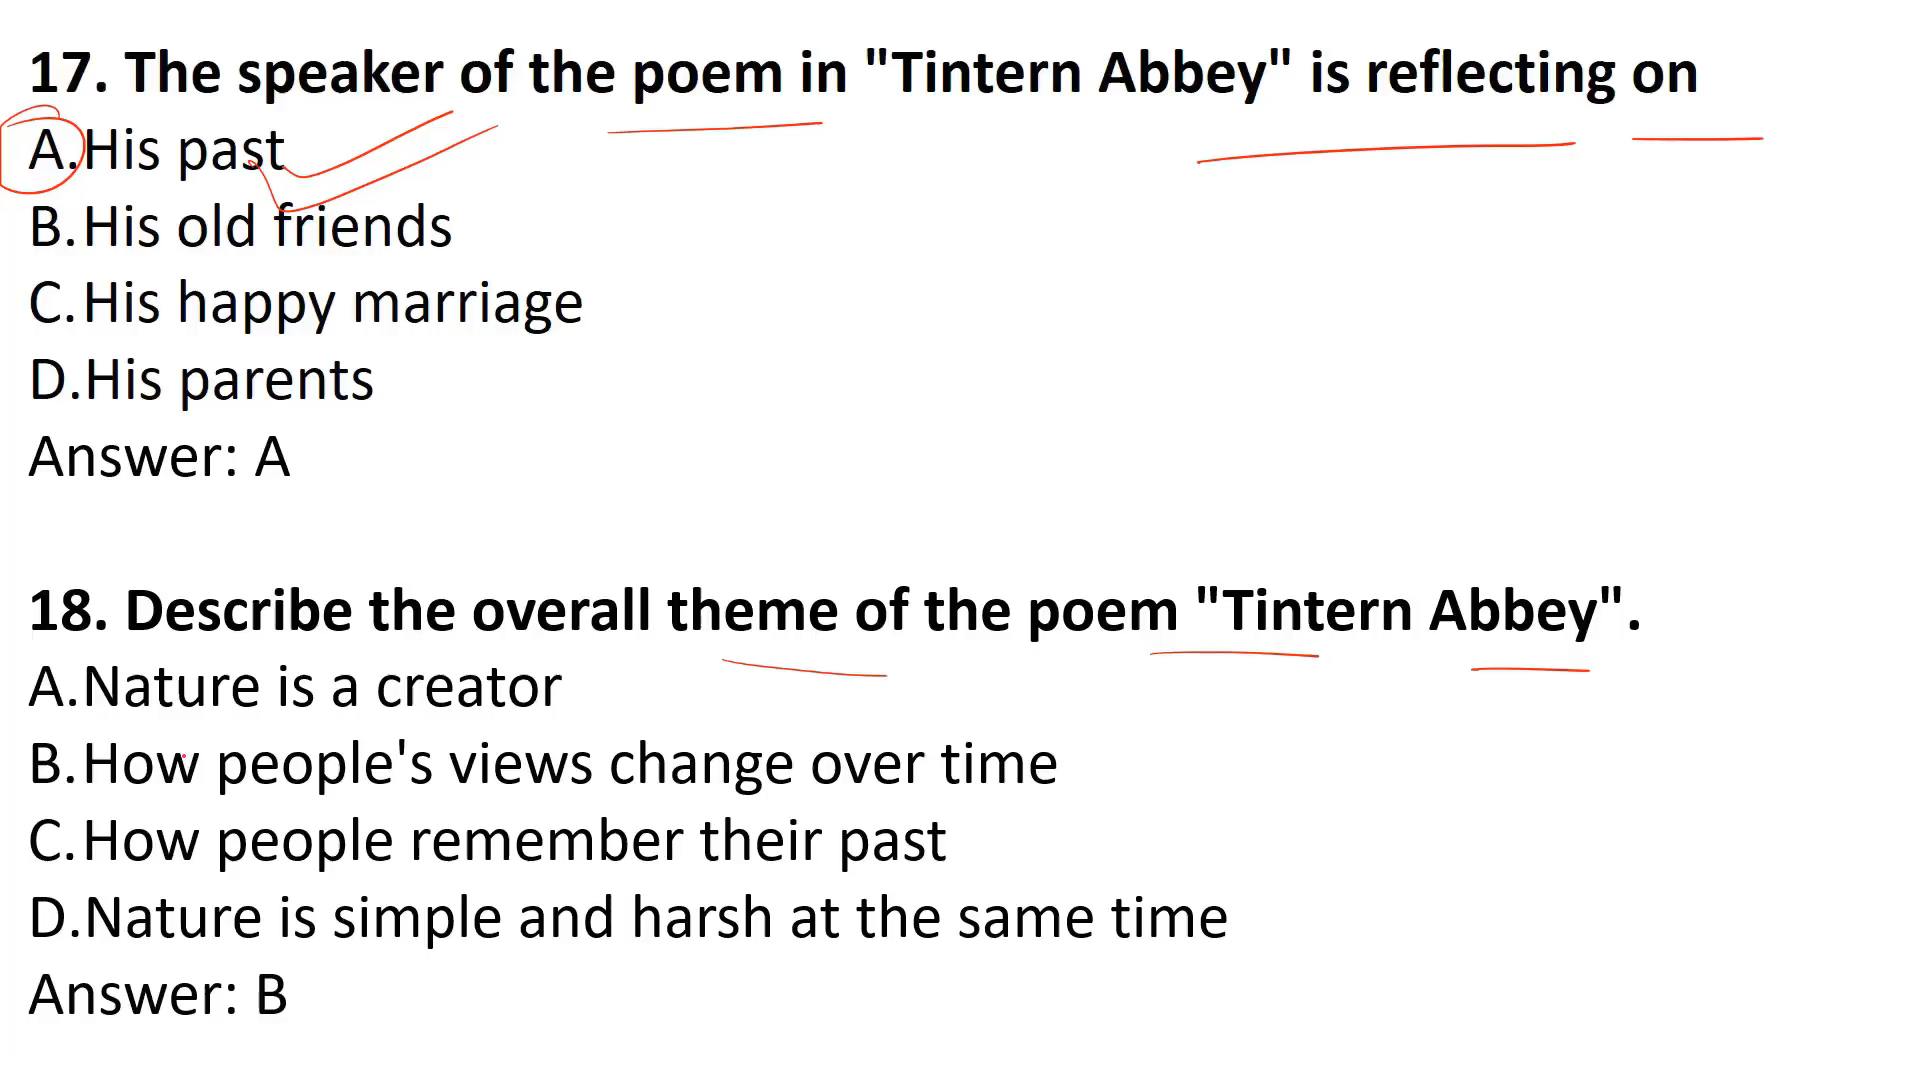 17. The speaker of the poem in "Tintern Abbey" is reflecting on
A.His past
B.His old friends
C.His happy marriage
D.His parents
Answer: A
18. Describe the overall theme of the poem "Tintern Abbey".
A.Nature is a creator
B.How people's views change over time
C.How people remember their past
D.Nature is simple and harsh at the same time
Answer: B